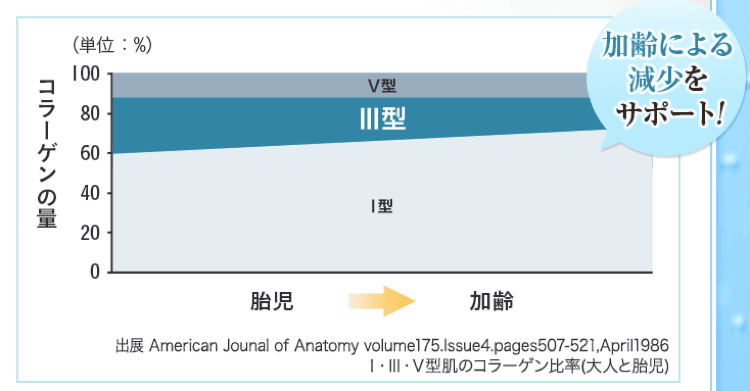 (単位:%)
加齢による
減少を
サポート!
コラーゲンの量
100
80
60
40
20
0
V型
III型
I型
胎児
加齢
出展 American Jounal of Anatomy volume175.Issue4.pages507-521,April1986
I・III・V型肌のコラーゲン比率(大人と胎児)